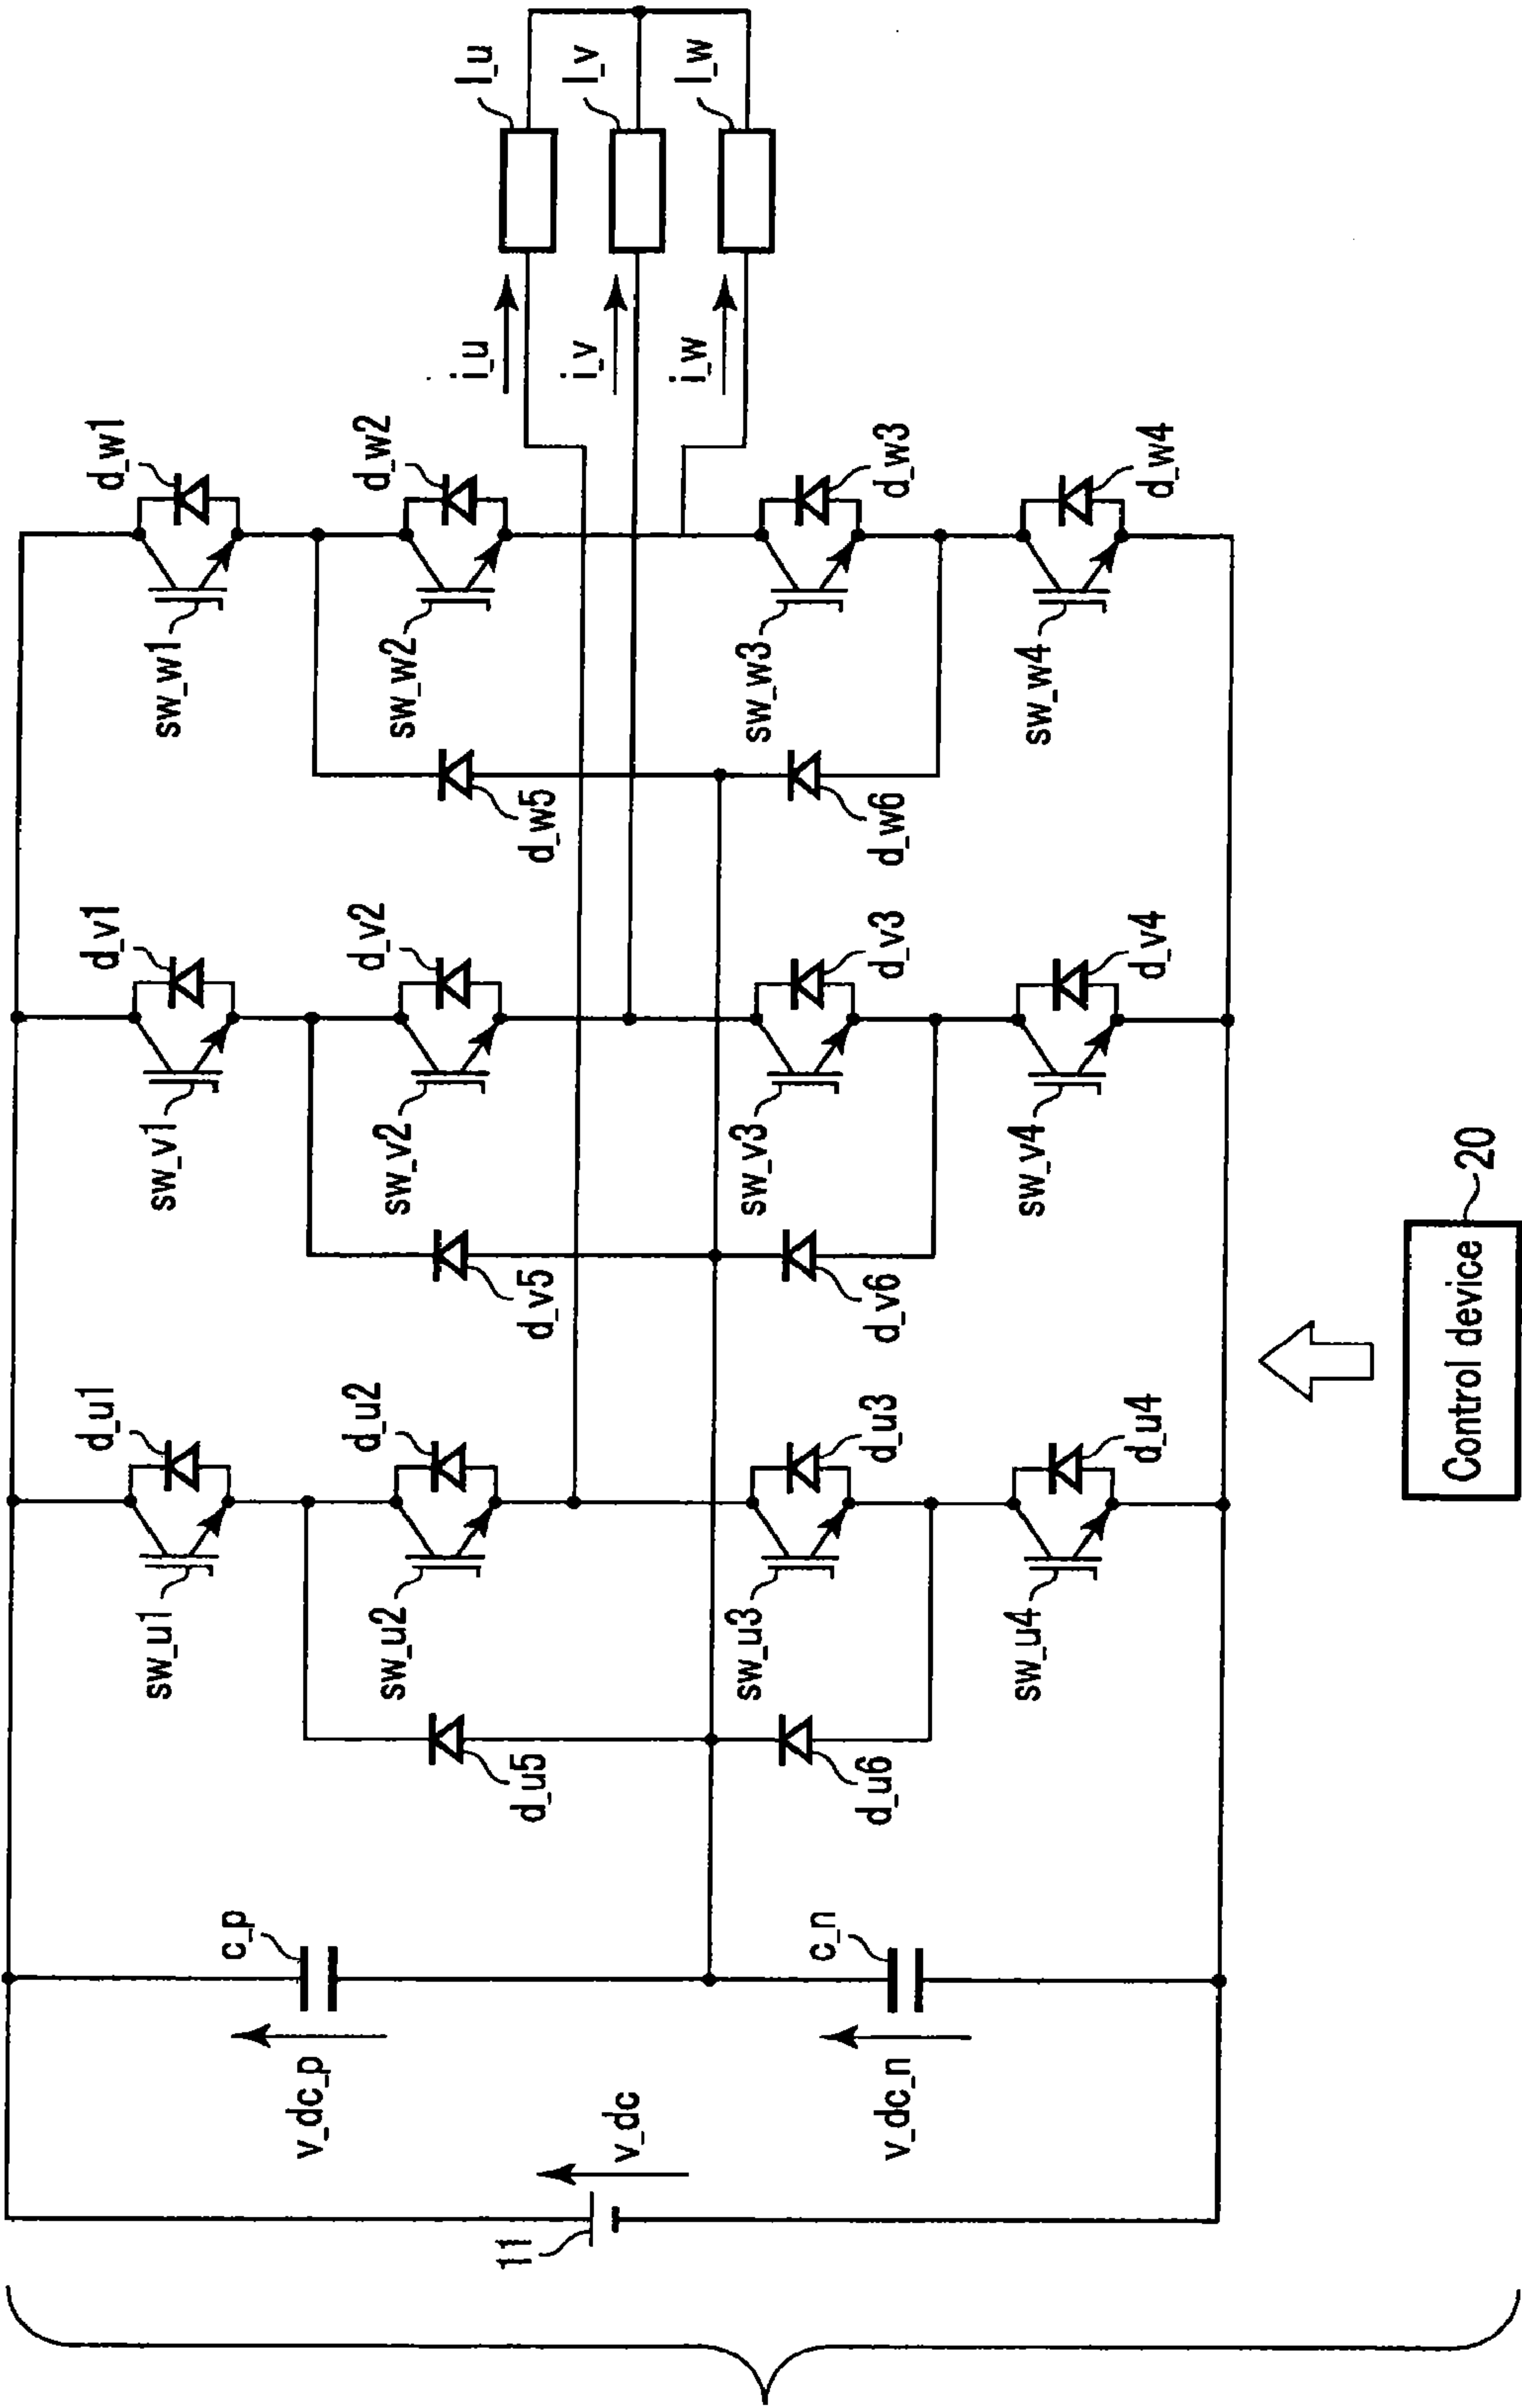 11
v_dc
v_dc_p
v_dc_n
c_p
c_n
d_u5
d_u6
sw_u1
sw_u2
sw_u3
sw_u4
d_u1
d_u2
d_u3
d_u4
d_v5
d_v6
sw_v1
sw_v2
sw_v3
sw_v4
d_v1
d_v2
d_v3
d_v4
d_w5
d_w6
sw_w1
sw_w2
sw_w3
sw_w4
d_w1
d_w2
d_w3
d_w4
i_u
i_v
i_w
l_u
l_v
l_w
Control device
20